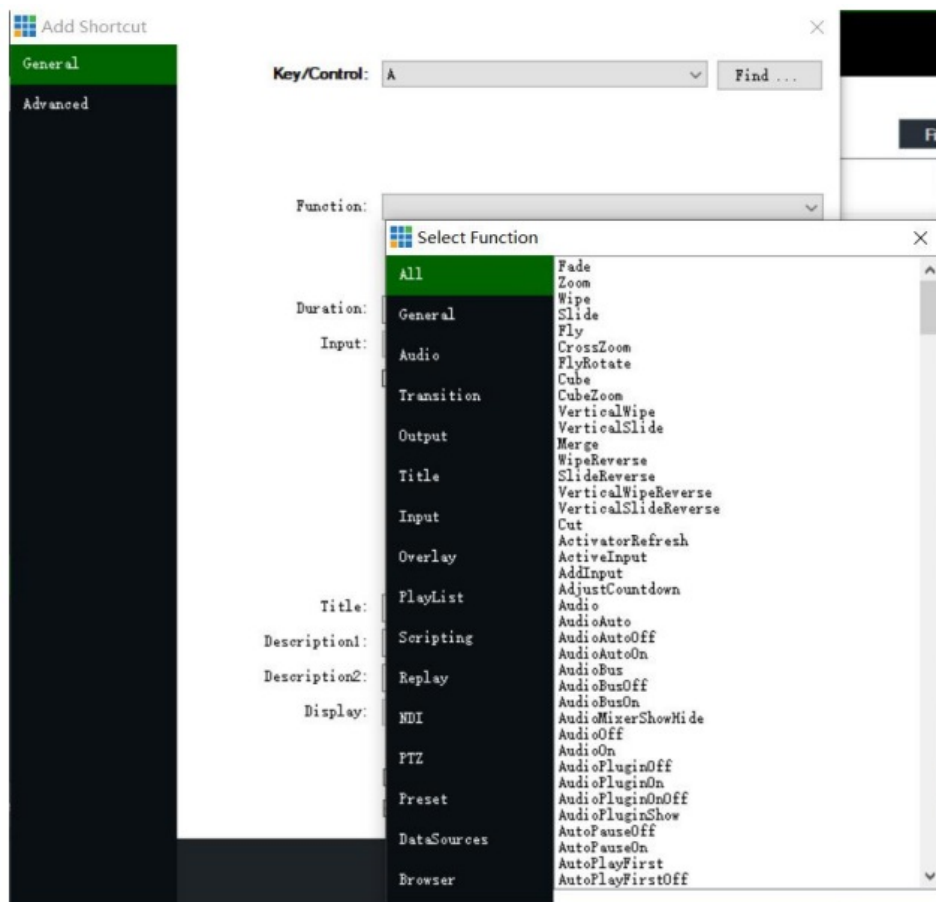 Add Shortcut
General
Advanced
Key/Control:
A
Find ...
Fi
Function:
Duration:
Input:
Title:
Description1:
Description2:
Display:
Select Function
All
General
Audio
Transition
Output
Title
Input
Overlay
PlayList
Scripting
Replay
NDI
PTZ
Preset
DataSources
Browser
Fade
Zoom
Wipe
Slide
Fly
CrossZoom
FlyRotate
Cube
CubeZoom
VerticalWipe
VerticalSlide
Merge
WipeReverse
SlideReverse
VerticalWipeReverse
VerticalSlideReverse
Cut
ActivatorRefresh
ActiveInput
AddInput
AdjustCountdown
Audio
AudioAuto
AudioAutoOff
AudioAutoOn
AudioBus
AudioBusOff
AudioBusOn
AudioMixerShowHide
AudioOff
AudioOn
AudioPluginOff
AudioPluginOn
AudioPluginOnOff
AudioPluginShow
AutoPauseOff
AutoPauseOn
AutoPlayFirst
AutoPlayFirstOff